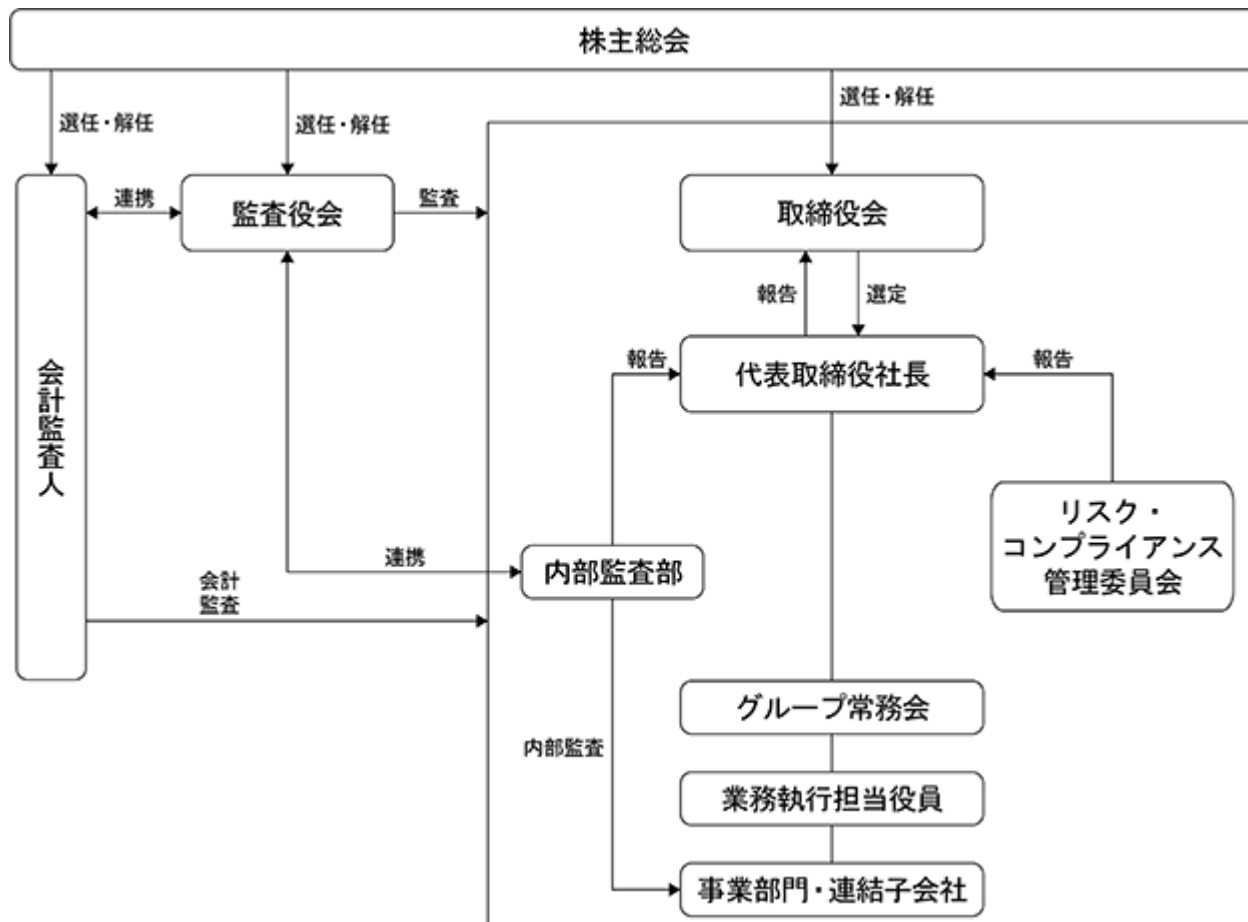 株主総会
選任・解任
選任・解任
選任・解任
連携
監査役会
監査
取締役会
報告
選定
会計監査人
報告
代表取締役社長
報告
リスク・
コンプライアンス
管理委員会
連携
内部監査部
会計
監査
グループ常務会
内部監査
業務執行担当役員
事業部門・連結子会社